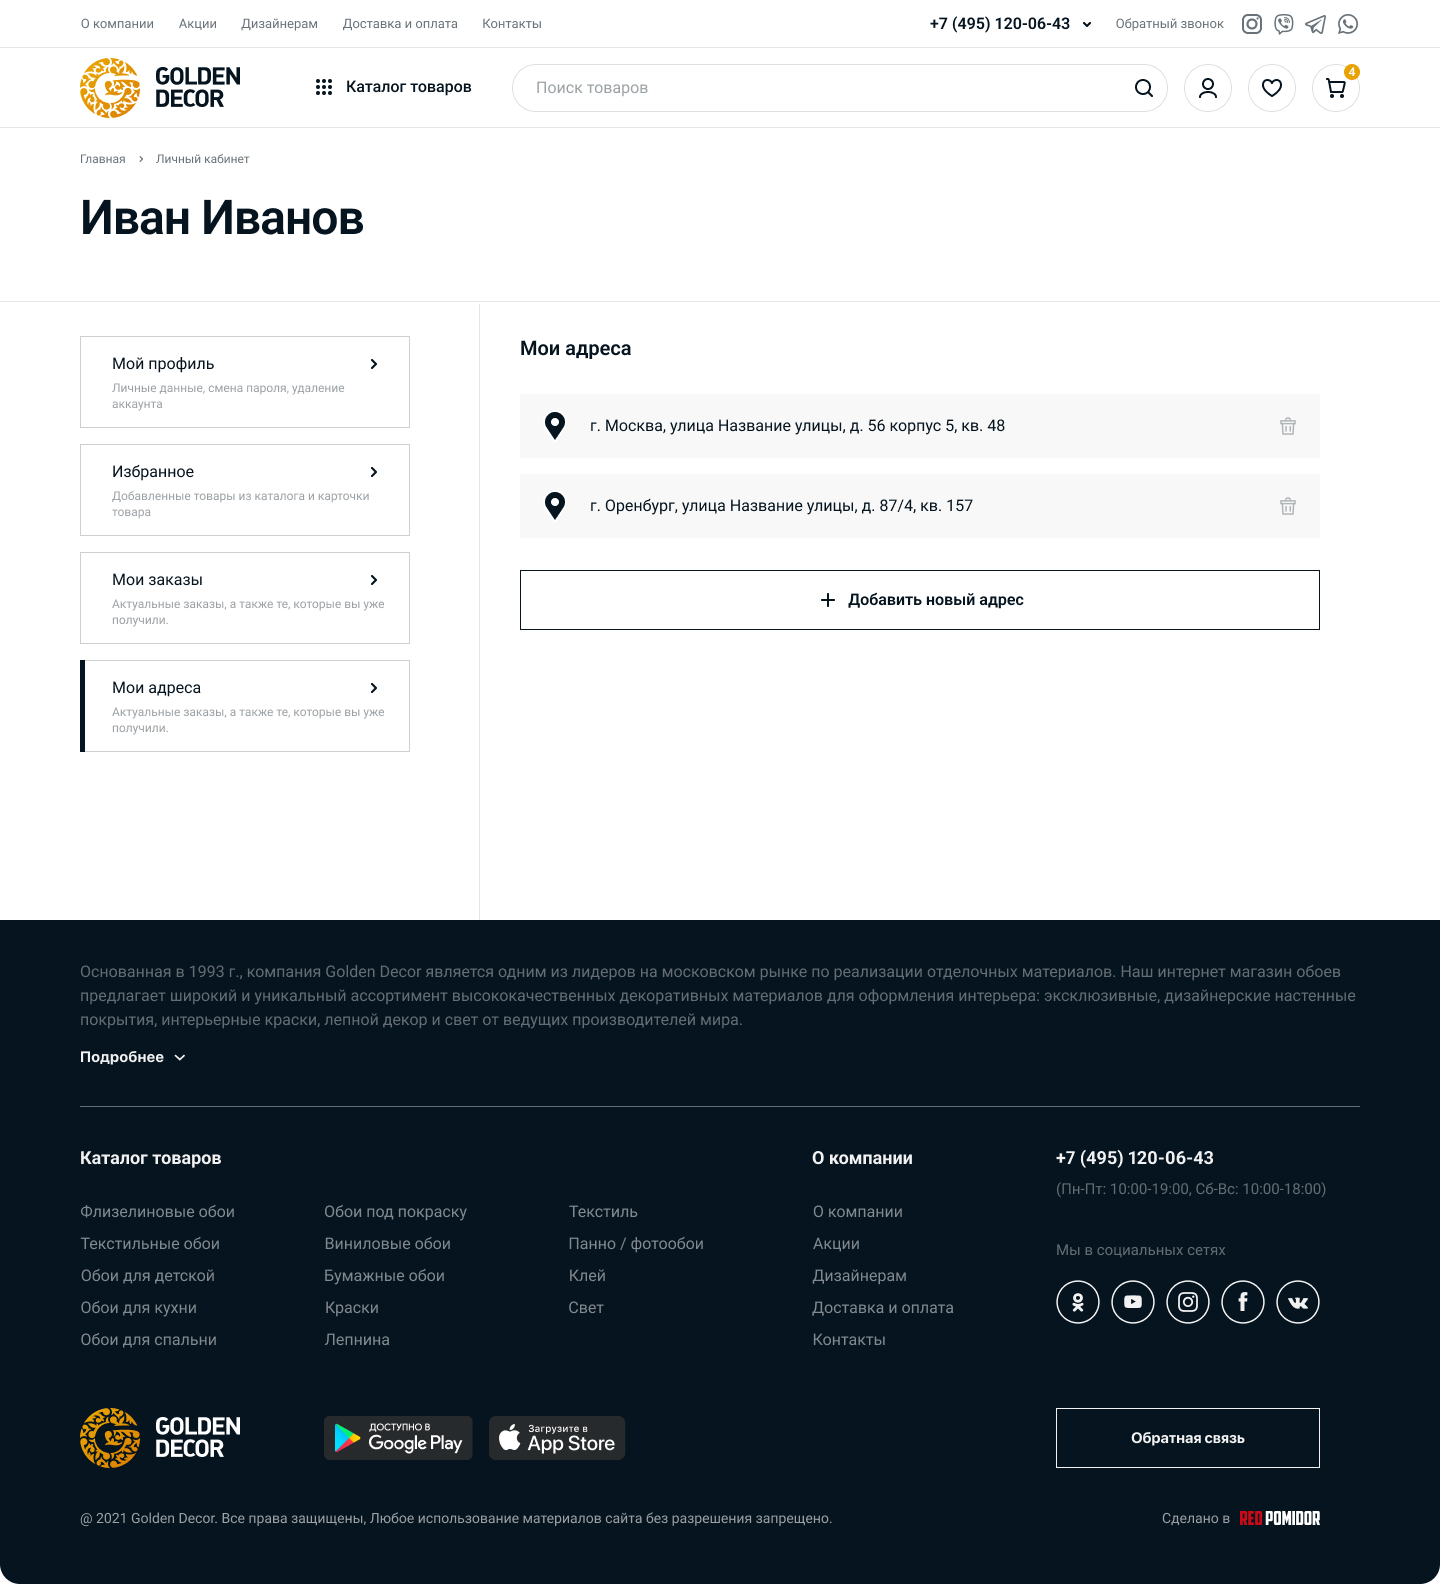 О компании Акции Дизайнерам Доставка и оплата Контакты +7 (495) 120-06-43 Обратный звонок
GOLDEN
DECOR
Каталог товаров
Поиск товаров
4
Главная Личный кабинет
Иван Иванов
Мой профиль
Личные данные, смена пароля, удаление
аккаунта
Избранное
Добавленные товары из каталога и карточки
товара
Мои заказы
Актуальные заказы, а также те, которые вы уже
получили.
Мои адреса
Актуальные заказы, а также те, которые вы уже
получили.
Мои адреса
г. Москва, улица Название улицы, д. 56 корпус 5, кв. 48
г. Оренбург, улица Название улицы, д. 87/4, кв. 157
Добавить новый адрес
Основанная в 1993 г., компания Golden Decor является одним из лидеров на московском рынке по реализации отделочных материалов. Наш интернет магазин обоев
предлагает широкий и уникальный ассортимент высококачественных декоративных материалов для оформления интерьера: эксклюзивные, дизайнерские настенные
покрытия, интерьерные краски, лепной декор и свет от ведущих производителей мира.
Подробнее
Каталог товаров
Флизелиновые обои
Текстильные обои
Обои для детской
Обои для кухни
Обои для спальни
Обои под покраску
Виниловые обои
Бумажные обои
Краски
Лепнина
Текстиль
Панно / фотообои
Клей
Свет
О компании
О компании
Акции
Дизайнерам
Доставка и оплата
Контакты
+7 (495) 120-06-43
(Пн-Пт: 10:00-19:00, Сб-Вс: 10:00-18:00)
Мы в социальных сетях
GOLDEN
DECOR
ДОСТУПНО В
Google Play
Загрузите в
App Store
Обратная связь
@ 2021 Golden Decor. Все права защищены, Любое использование материалов сайта без разрешения запрещено.
Сделано в RED POMIDOR